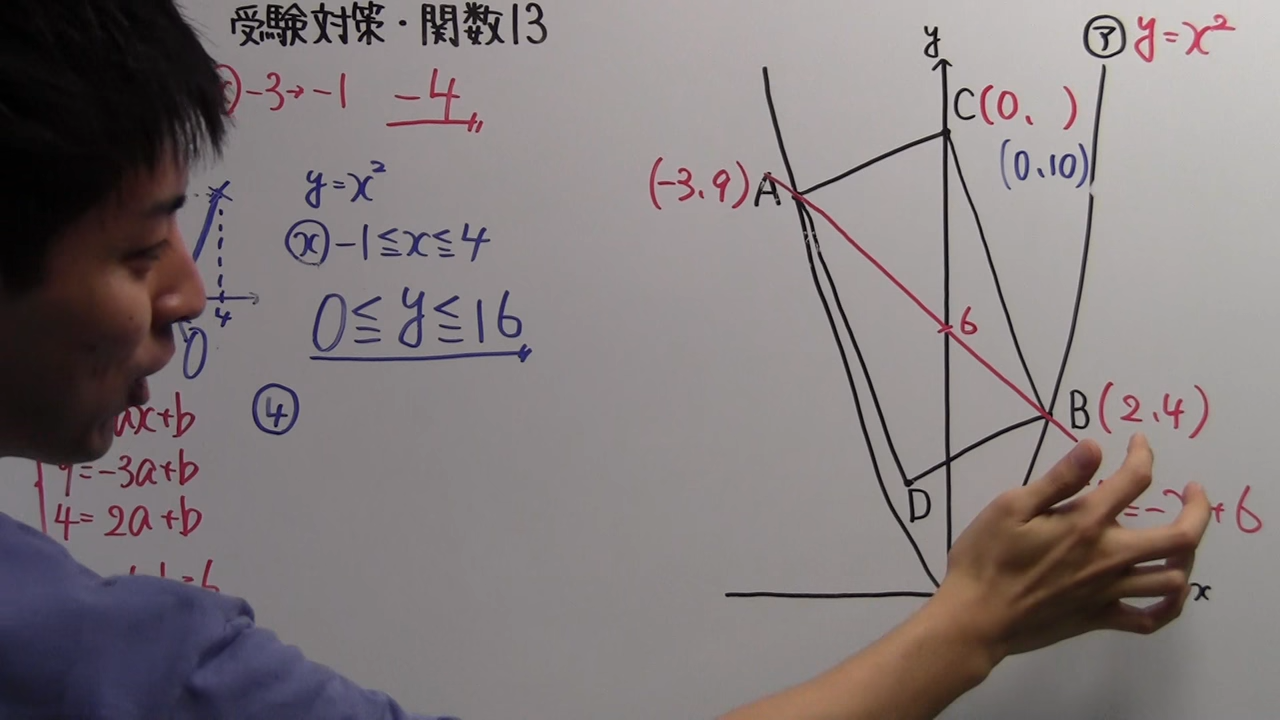 受験対策・関数13
-3→-1 -4
y=x²
ⓧ -1≦x≦4
0≦y≦16
4
0
④
ax+b
9=-3a+b
4=2a+b
㋐ y=x²
y
C(0, )
(0,10)
(-3,9) A
6
B(2,4)
D
=-x+6
x